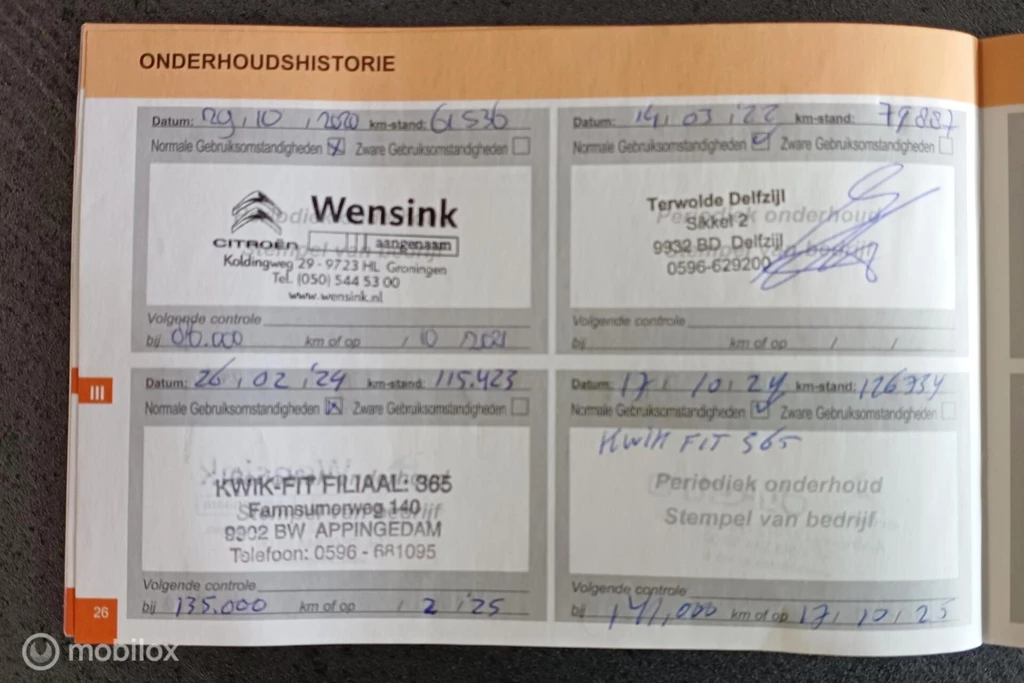 ONDERHOUDSHISTORIE
Datum: 29, 10, 2020 km-stand: 61536
Normale Gebruiksomstandigheden Zware Gebruiksomstandigheden
Wensink
CITROËN aangenaam
Koldingweg 29 - 9723 HL Groningen
Tel. (050) 544 53 00
www.wensink.nl
Volgende controle
bij km of op / 10 / 2021
Datum: 14, 03, '22 km-stand: 79887
Normale Gebruiksomstandigheden Zware Gebruiksomstandigheden
Terwolde Delfzijl
Periodiek onderhoud
Sikkel 2
9932 BD Delfzijl
0596-629200
Volgende controle
bij km of op / /
III
Datum: 26, 02, '24 km-stand: 115.423
Normale Gebruiksomstandigheden Zware Gebruiksomstandigheden
KWIK-FIT FILIAAL: 365
Farmsumerweg 140
9902 BW APPINGEDAM
Telefoon: 0596 - 681095
Volgende controle
bij 135.000 km of op / 2 '25
Datum: 17, 10, 24 km-stand: 126334
Normale Gebruiksomstandigheden Zware Gebruiksomstandigheden
KWIK FIT 365
Periodiek onderhoud
Stempel van bedrijf
Volgende controle
bij 141,000 km of op 17, 10, 25
26
mobilox